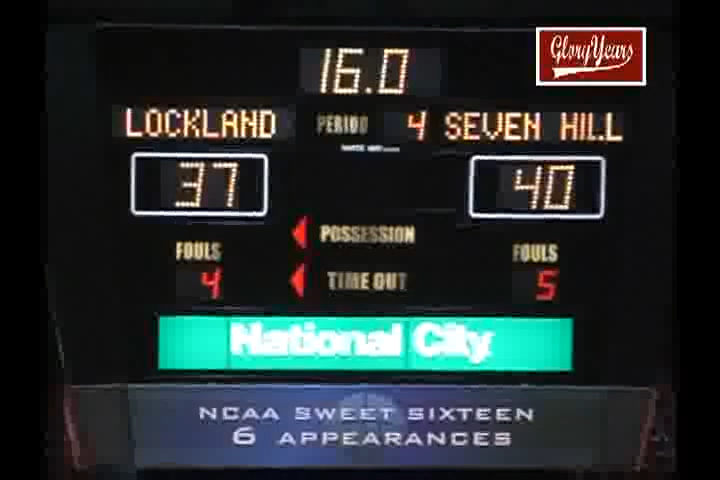 Glory Years
16.0
LOCKLAND PERIOD 4 SEVEN HILL
37 40
POSSESSION
FOULS FOULS
4 TIME OUT 5
National City
NCAA SWEET SIXTEEN
6 APPEARANCES